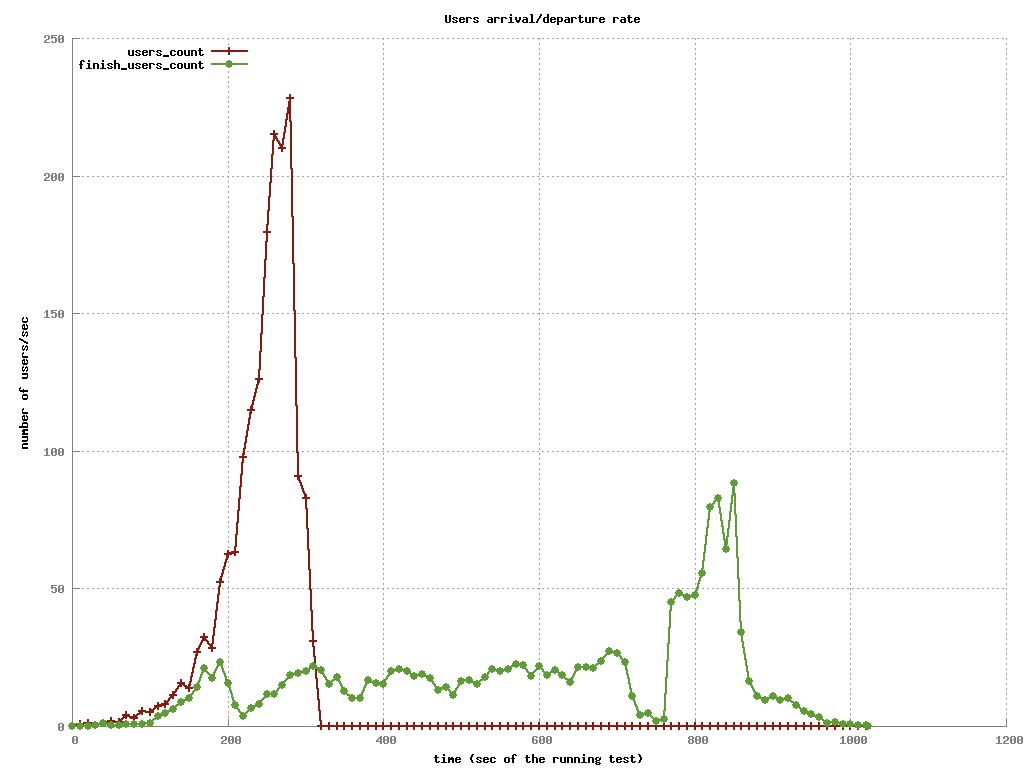 Users arrival/departure rate
250
users_count
finish_users_count
200
150
number of users/sec
100
50
0
0 200 400 600 800 1000 1200
time (sec of the running test)